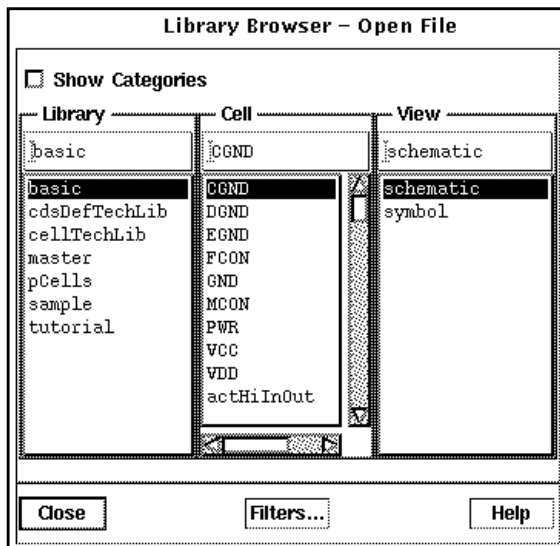 Library Browser – Open File
Show Categories
Library
Cell
View
basic
CGND
schematic
basic
cdsDefTechLib
cellTechLib
master
pCells
sample
tutorial
CGND
DGND
EGND
FCON
GND
MCON
PWR
VCC
VDD
actHiInOut
schematic
symbol
Close
Filters...
Help